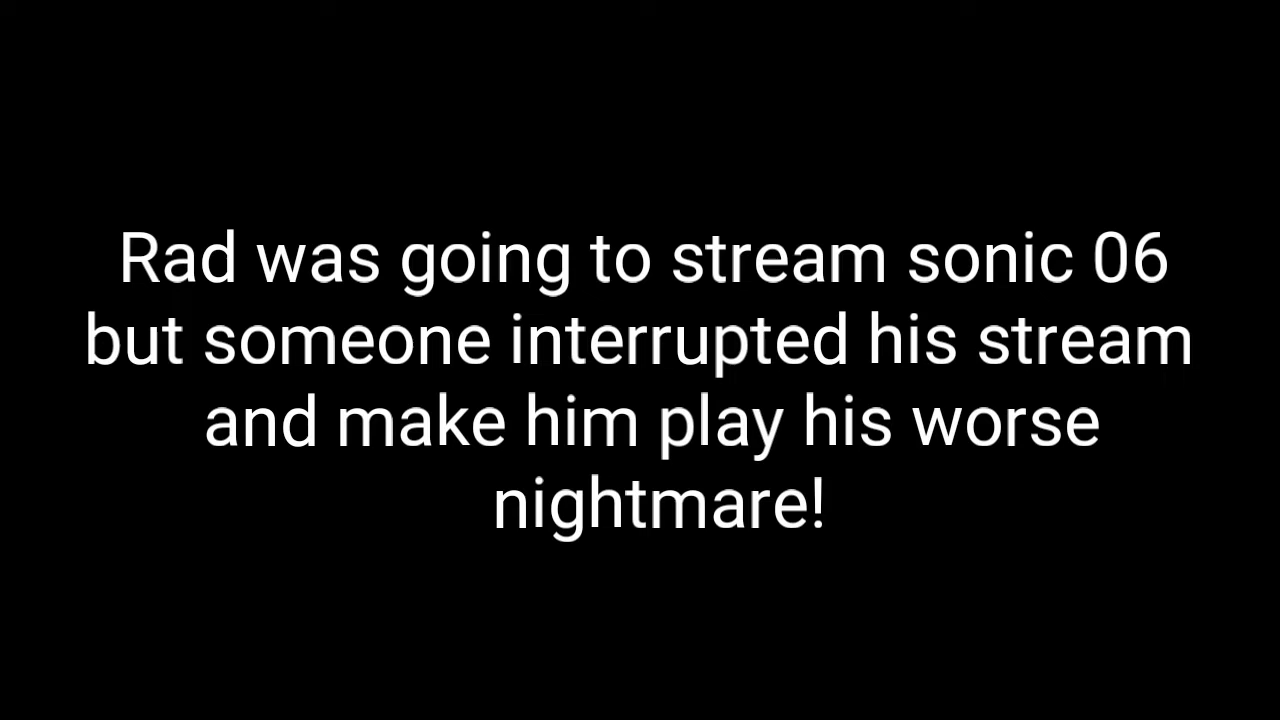 Rad was going to stream sonic 06
but someone interrupted his stream
and make him play his worse
nightmare!